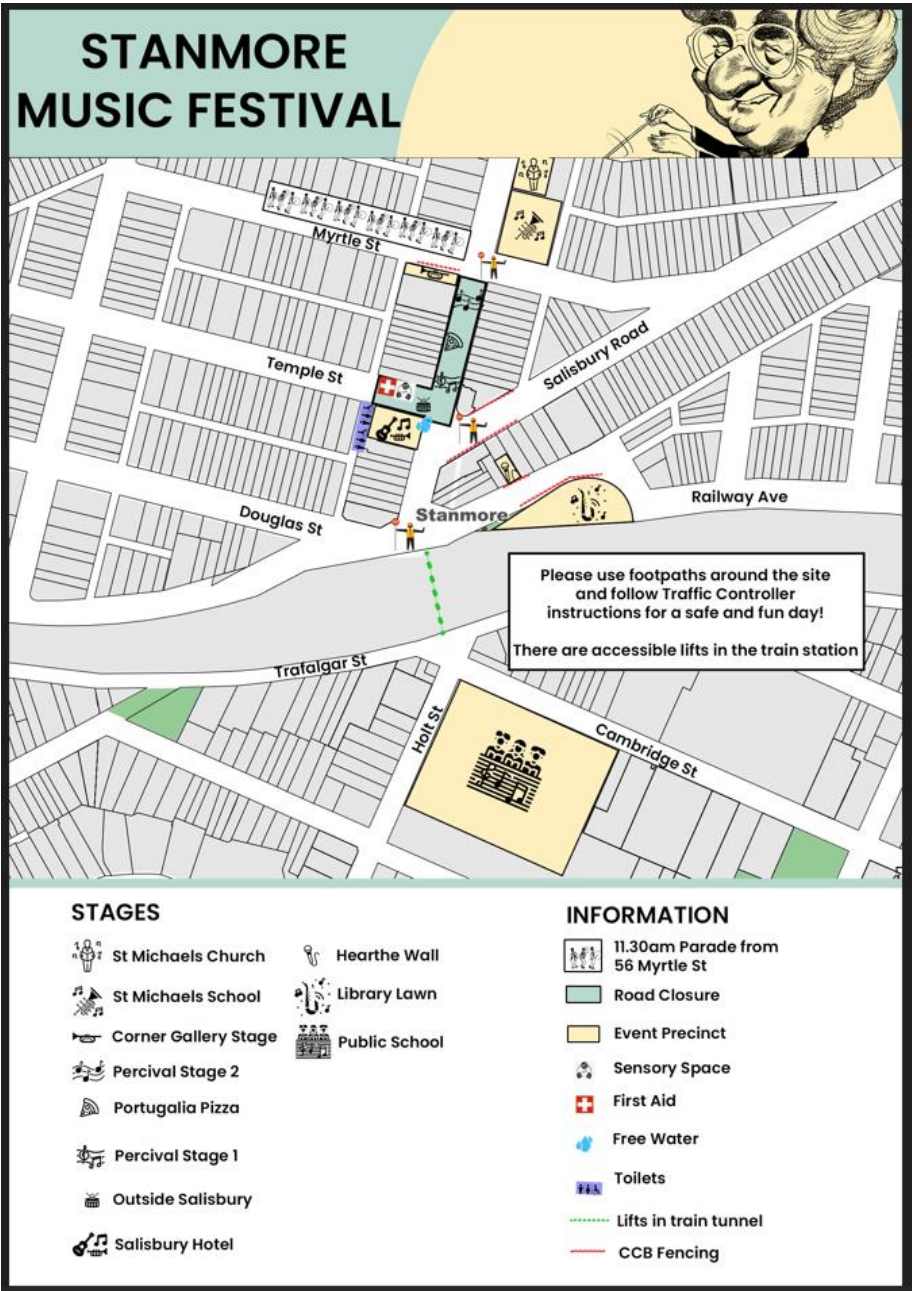 STANMORE
MUSIC FESTIVAL
Myrtle St
Temple St
Salisbury Road
Douglas St
Stanmore
Railway Ave
Please use footpaths around the site
and follow Traffic Controller
instructions for a safe and fun day!
There are accessible lifts in the train station
Trafalgar St
Holt St
Cambridge St
STAGES
St Michaels Church
St Michaels School
Corner Gallery Stage
Percival Stage 2
Portugalia Pizza
Percival Stage 1
Outside Salisbury
Salisbury Hotel
Hearthe Wall
Library Lawn
Public School
INFORMATION
11.30am Parade from
56 Myrtle St
Road Closure
Event Precinct
Sensory Space
First Aid
Free Water
Toilets
Lifts in train tunnel
CCB Fencing